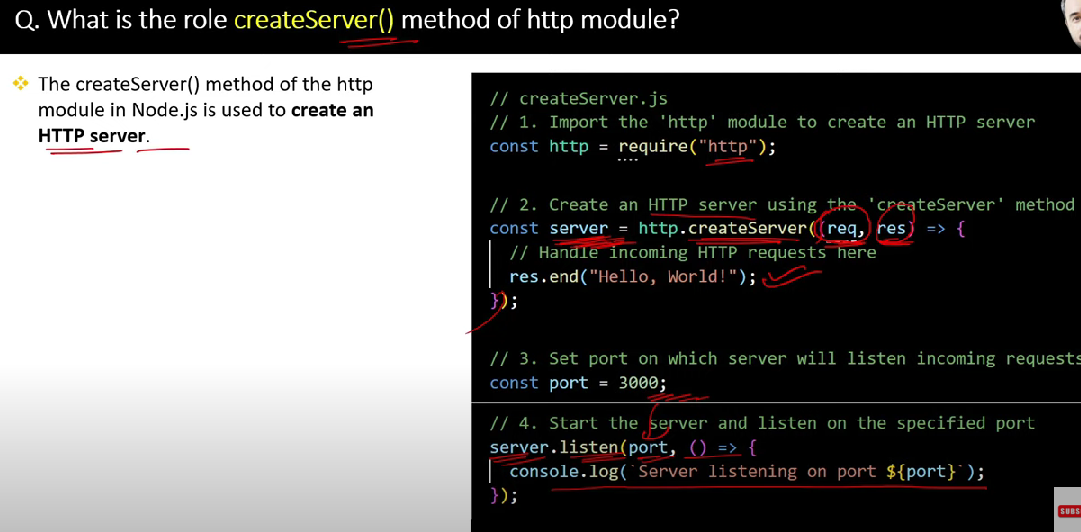 Q. What is the role createServer() method of http module?
The createServer() method of the http
module in Node.js is used to create an
HTTP server.
// createServer.js
// 1. Import the 'http' module to create an HTTP server
const http = require("http");
// 2. Create an HTTP server using the 'createServer' method
const server = http.createServer((req, res) => {
// Handle incoming HTTP requests here
res.end("Hello, World!");
});
// 3. Set port on which server will listen incoming requests
const port = 3000;
// 4. Start the server and listen on the specified port
server.listen(port, () => {
console.log(`Server listening on port ${port}`);
});
SUBS